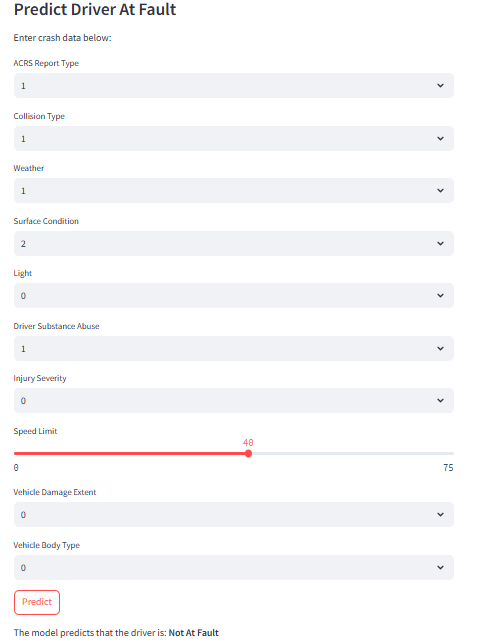 Predict Driver At Fault
Enter crash data below:
ACRS Report Type
1
Collision Type
1
Weather
1
Surface Condition
2
Light
0
Driver Substance Abuse
1
Injury Severity
0
Speed Limit
40
0 75
Vehicle Damage Extent
0
Vehicle Body Type
0
Predict
The model predicts that the driver is: Not At Fault